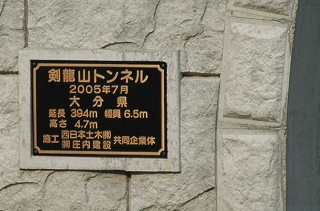 剣龍山トンネル
2005年7月
大分県
延長 394m 幅員 6.5m
高さ 4.7m
施工 西日本土木㈱ ㈱庄内建設 共同企業体